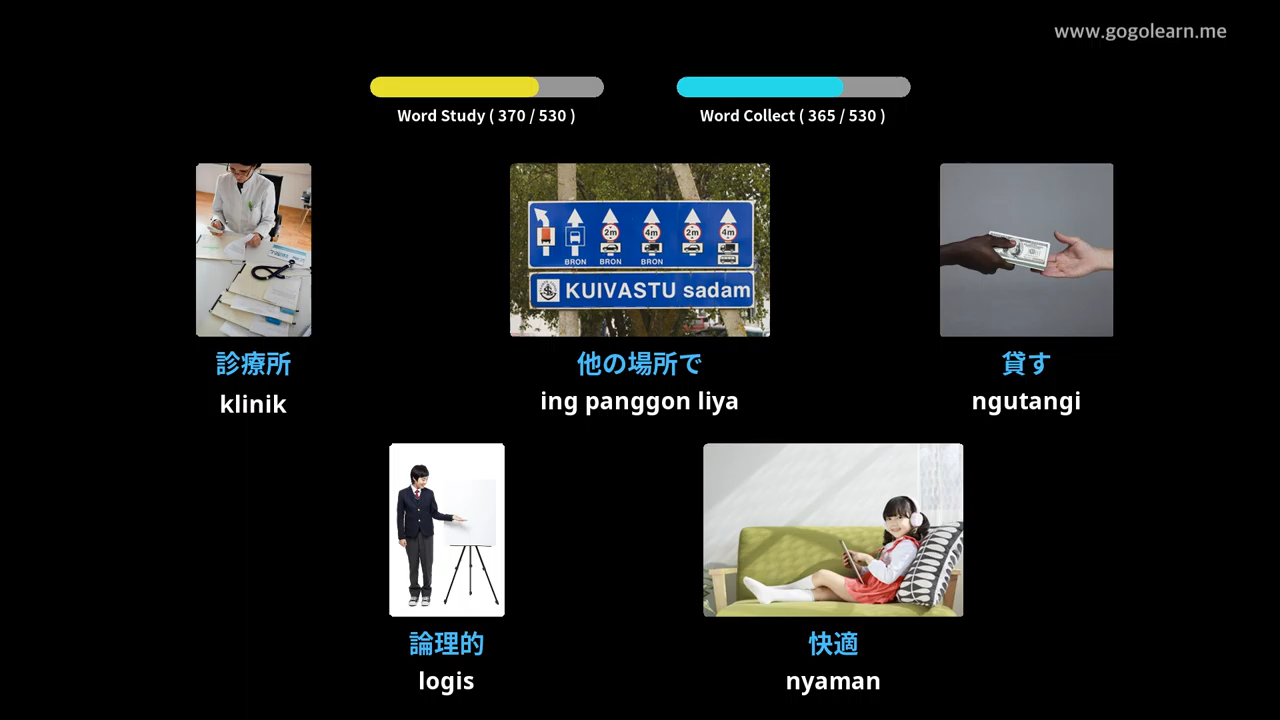 www.gogolearn.me
Word Study ( 370 / 530 )
Word Collect ( 365 / 530 )
2m
4m
2m
4m
BRON
BRON
BRON
KUIVASTU sadam
診療所
他の場所で
貸す
klinik
ing panggon liya
ngutangi
論理的
快適
logis
nyaman